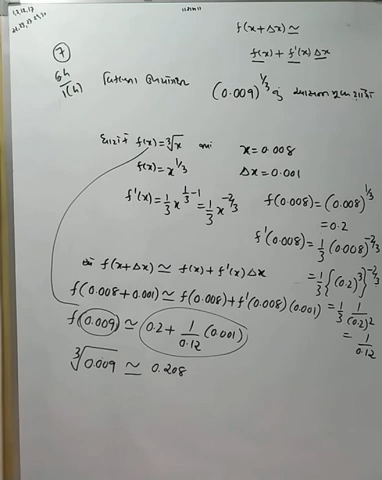 f(x+Δx) ≃
f(x) + f'(x) Δx
7
(0.009)^1/3
f(x) = ∛x x = 0.008
f(x) = x^1/3 Δx = 0.001
f'(x) = 1/3 x^(1/3 - 1) = 1/3 x^-2/3
f(0.008) = (0.008)^1/3
= 0.2
f'(0.008) = 1/3 (0.008)^-2/3
= 1/3 {(0.2)^3}^-2/3
= 1/3 1/(0.2)^2
= 1/0.12
f(x+Δx) ≃ f(x) + f'(x) Δx
f(0.008 + 0.001) ≃ f(0.008) + f'(0.008) (0.001)
f(0.009) ≃ 0.2 + 1/0.12 (0.001)
∛0.009 ≃ 0.208